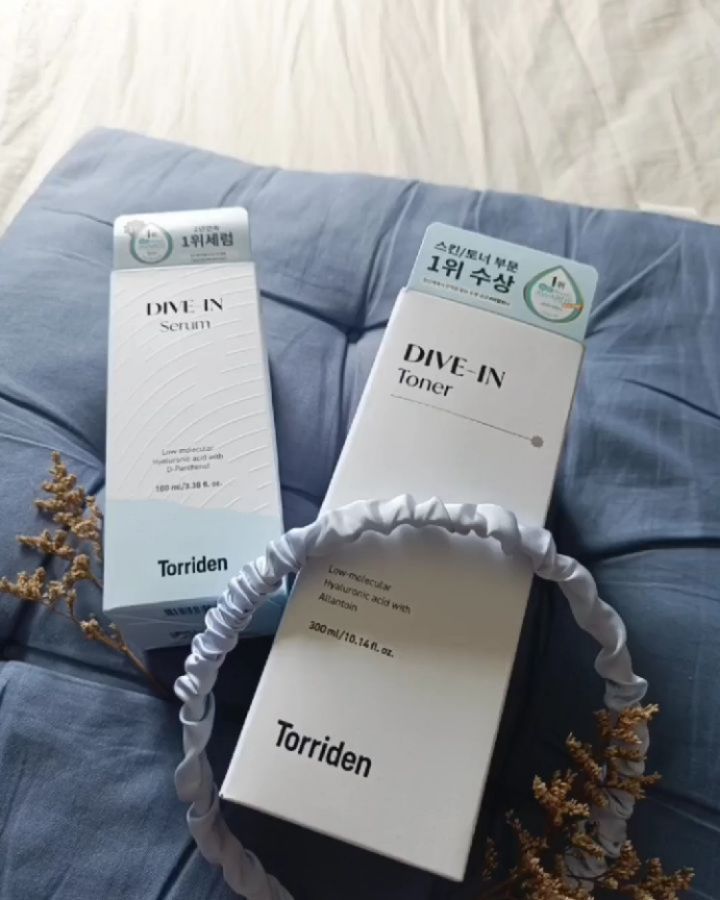 1위세럼
DIVE-IN
Serum
Low molecular
Hyaluronic acid with
D-Panthenol
100 ml/3.38 fl. oz.
Torriden
스킨/토너 부문
1위 수상
1위
DIVE-IN
Toner
Low-molecular
Hyaluronic acid with
Allantoin
300 ml/10.14 fl. oz.
Torriden